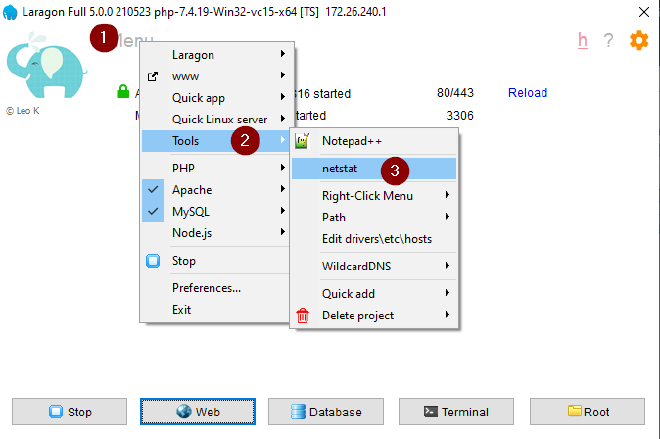 Laragon Full 5.0.0 210523 php-7.4.19-Win32-vc15-x64 [TS] 172.26.240.1
1 Menu
h ?
© Leo K
Laragon
www
Quick app
Quick Linux server
Tools 2
PHP
Apache
MySQL
Node.js
Stop
Preferences...
Exit
16 started 80/443 Reload
started 3306
Notepad++
netstat 3
Right-Click Menu
Path
Edit drivers\etc\hosts
WildcardDNS
Quick add
Delete project
Stop Web Database Terminal Root